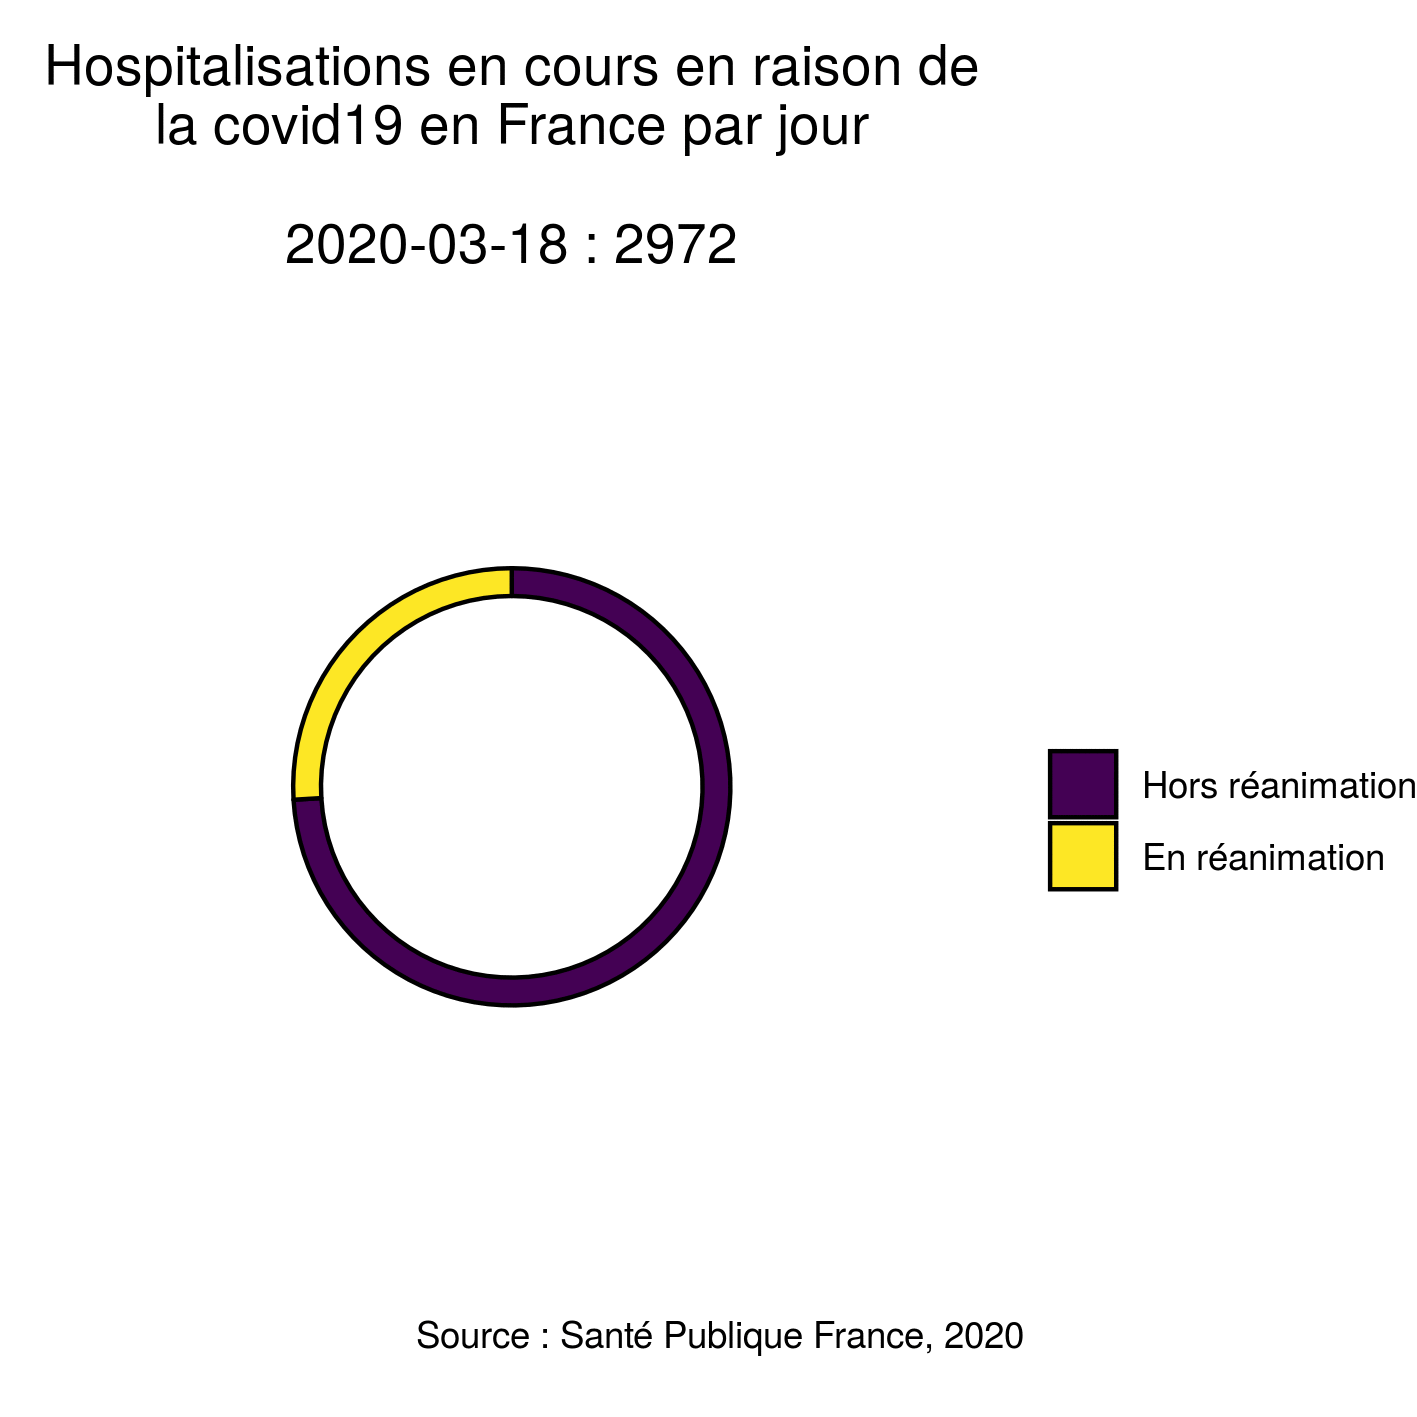 Hospitalisations en cours en raison de
la covid19 en France par jour
2020-03-18 : 2972
Hors réanimation
En réanimation
Source : Santé Publique France, 2020